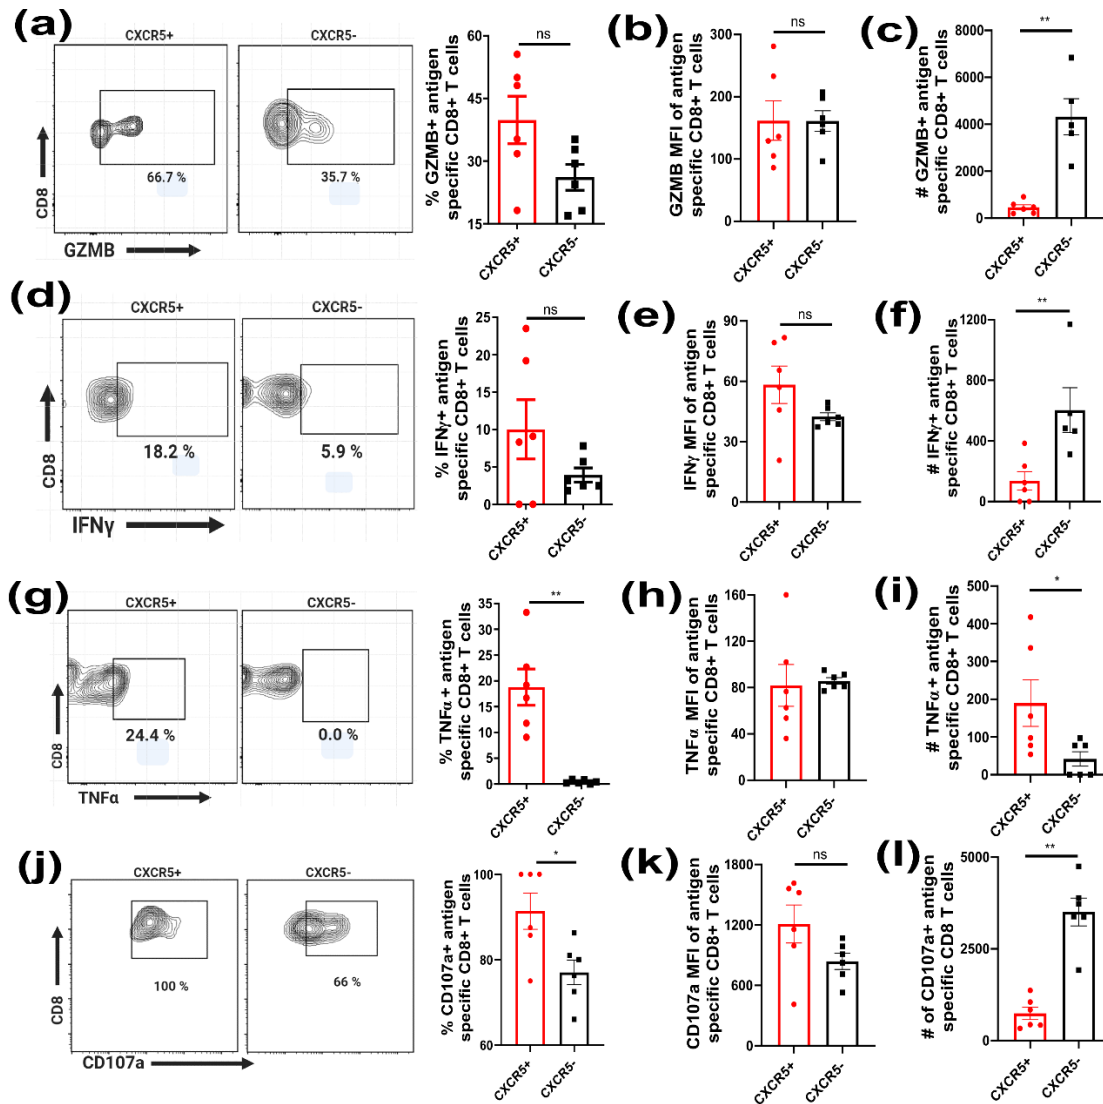 (a)
CXCR5+
CXCR5-
66.7 %
35.7 %
CD8
GZMB
% GZMB+ antigen
specific CD8+ T cells
60
45
30
15
ns
CXCR5+
CXCR5-
(b)
GZMB MFI of antigen
specific CD8+ T cells
300
200
100
0
ns
CXCR5+
CXCR5-
(c)
# GZMB+ antigen
specific CD8+ T cells
8000
6000
4000
2000
0
**
CXCR5+
CXCR5-
(d)
CXCR5+
CXCR5-
18.2 %
5.9 %
CD8
IFNγ
% IFNγ+ antigen
specific CD8+ T cells
25
20
15
10
5
0
ns
CXCR5+
CXCR5-
(e)
IFNγ MFI of antigen
specific CD8+ T cells
90
60
30
0
ns
CXCR5+
CXCR5-
(f)
# IFNγ+ antigen
specific CD8+ T cells
1200
800
400
0
**
CXCR5+
CXCR5-
(g)
CXCR5+
CXCR5-
24.4 %
0.0 %
CD8
TNFα
% TNFα+ antigen
specific CD8+ T cells
35
30
25
20
15
10
5
0
**
CXCR5+
CXCR5-
(h)
TNFα MFI of antigen
specific CD8+ T cells
160
120
80
40
0
CXCR5+
CXCR5-
(i)
# TNFα+ antigen
specific CD8+ T cells
500
400
300
200
100
0
*
CXCR5+
CXCR5-
(j)
CXCR5+
CXCR5-
100 %
66 %
CD8
CD107a
% CD107a+ antigen
specific CD8+ T cells
100
80
60
*
CXCR5+
CXCR5-
(k)
CD107a MFI of antigen
specific CD8+ T cells
1800
1200
600
0
ns
CXCR5+
CXCR5-
(l)
# of CD107a+ antigen
specific CD8 T cells
5000
2500
0
**
CXCR5+
CXCR5-